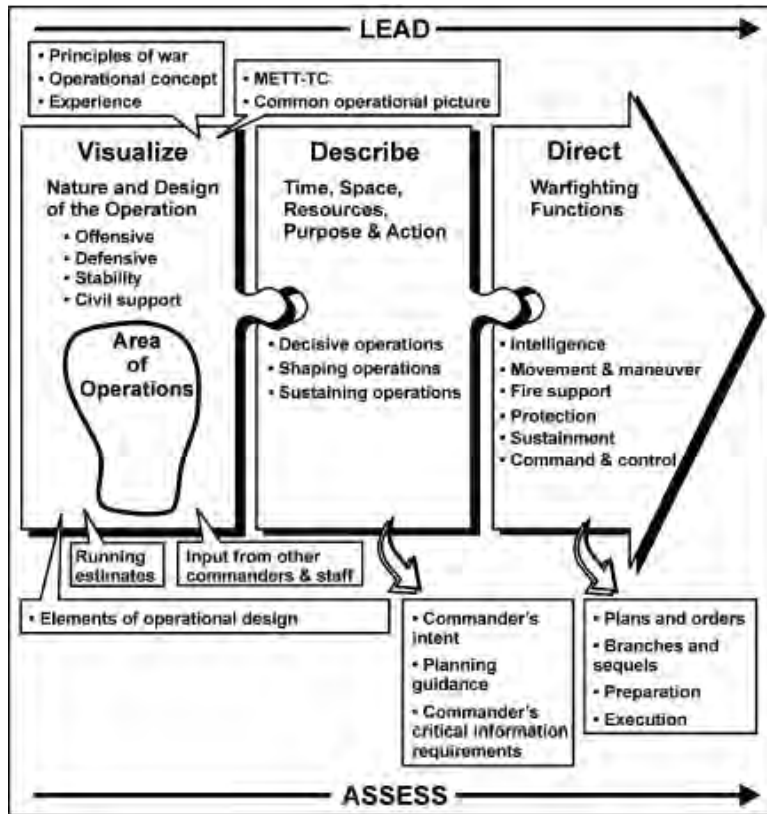 LEAD
• Principles of war
• Operational concept
• Experience
• METT-TC
• Common operational picture
Visualize
Nature and Design
of the Operation
• Offensive
• Defensive
• Stability
• Civil support
Area
of
Operations
Describe
Time, Space,
Resources,
Purpose & Action
• Decisive operations
• Shaping operations
• Sustaining operations
Direct
Warfighting
Functions
• Intelligence
• Movement & maneuver
• Fire support
• Protection
• Sustainment
• Command & control
Running
estimates
Input from other
commanders & staff
• Elements of operational design
• Commander's
intent
• Planning
guidance
• Commander's
critical information
requirements
• Plans and orders
• Branches and
sequels
• Preparation
• Execution
ASSESS